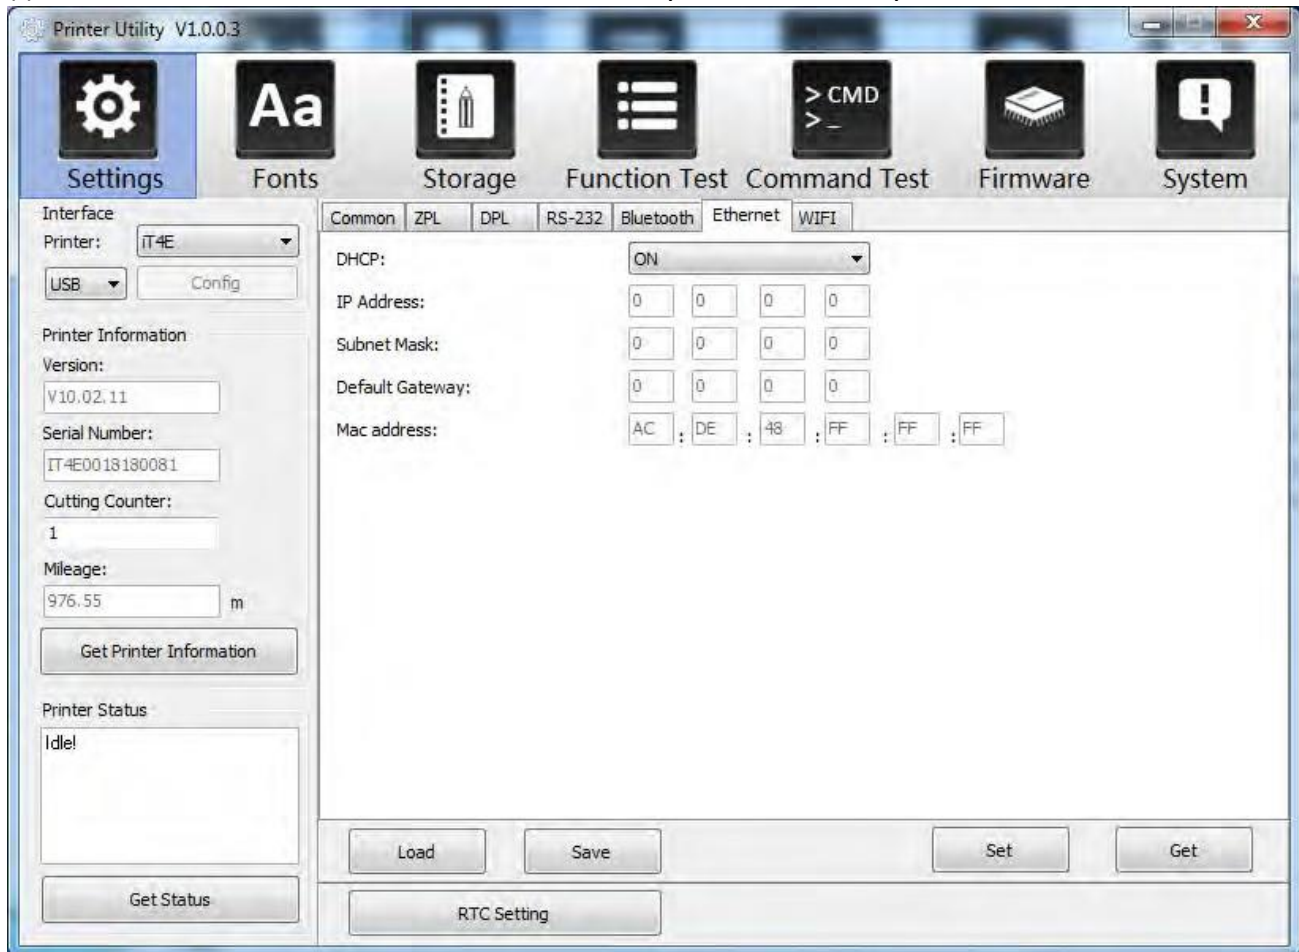 Printer Utility V1.0.0.3
Aa
> CMD
>_
Settings Fonts Storage Function Test Command Test Firmware System
Interface
Printer: iT4E
USB Config
Printer Information
Version:
V10.02.11
Serial Number:
IT4E0018180081
Cutting Counter:
1
Mileage:
976.55 m
Get Printer Information
Printer Status
Idle!
Get Status
Common ZPL DPL RS-232 Bluetooth Ethernet WIFI
DHCP: ON
IP Address: 0 0 0 0
Subnet Mask: 0 0 0 0
Default Gateway: 0 0 0 0
Mac address: AC : DE : 48 : FF : FF : FF
Load Save Set Get
RTC Setting